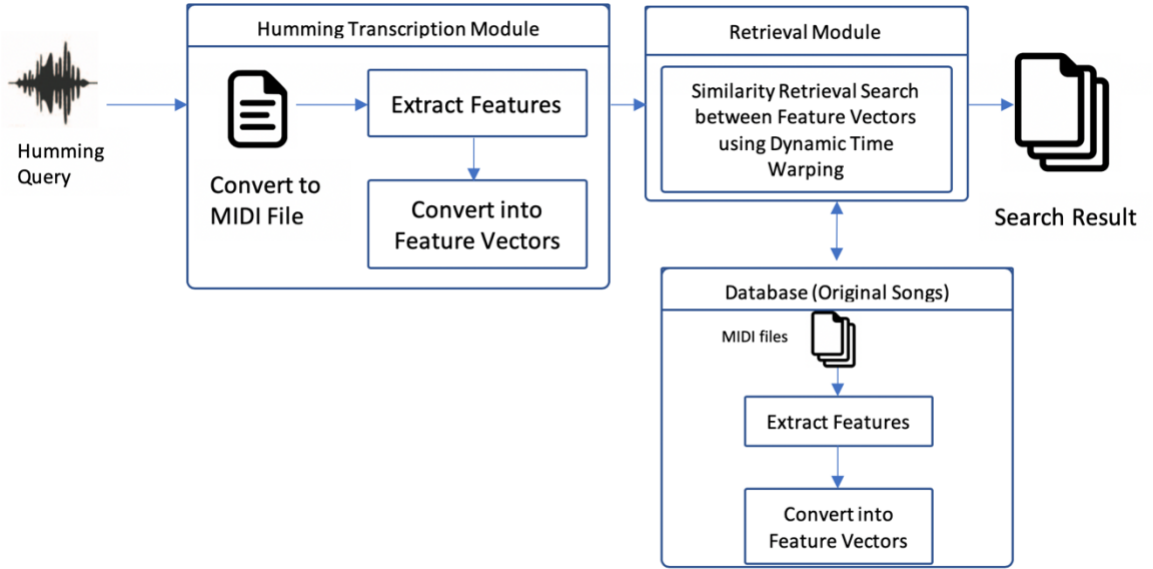 Humming
Query
Humming Transcription Module
Convert to
MIDI File
Extract Features
Convert into
Feature Vectors
Retrieval Module
Similarity Retrieval Search
between Feature Vectors
using Dynamic Time
Warping
Search Result
Database (Original Songs)
MIDI files
Extract Features
Convert into
Feature Vectors